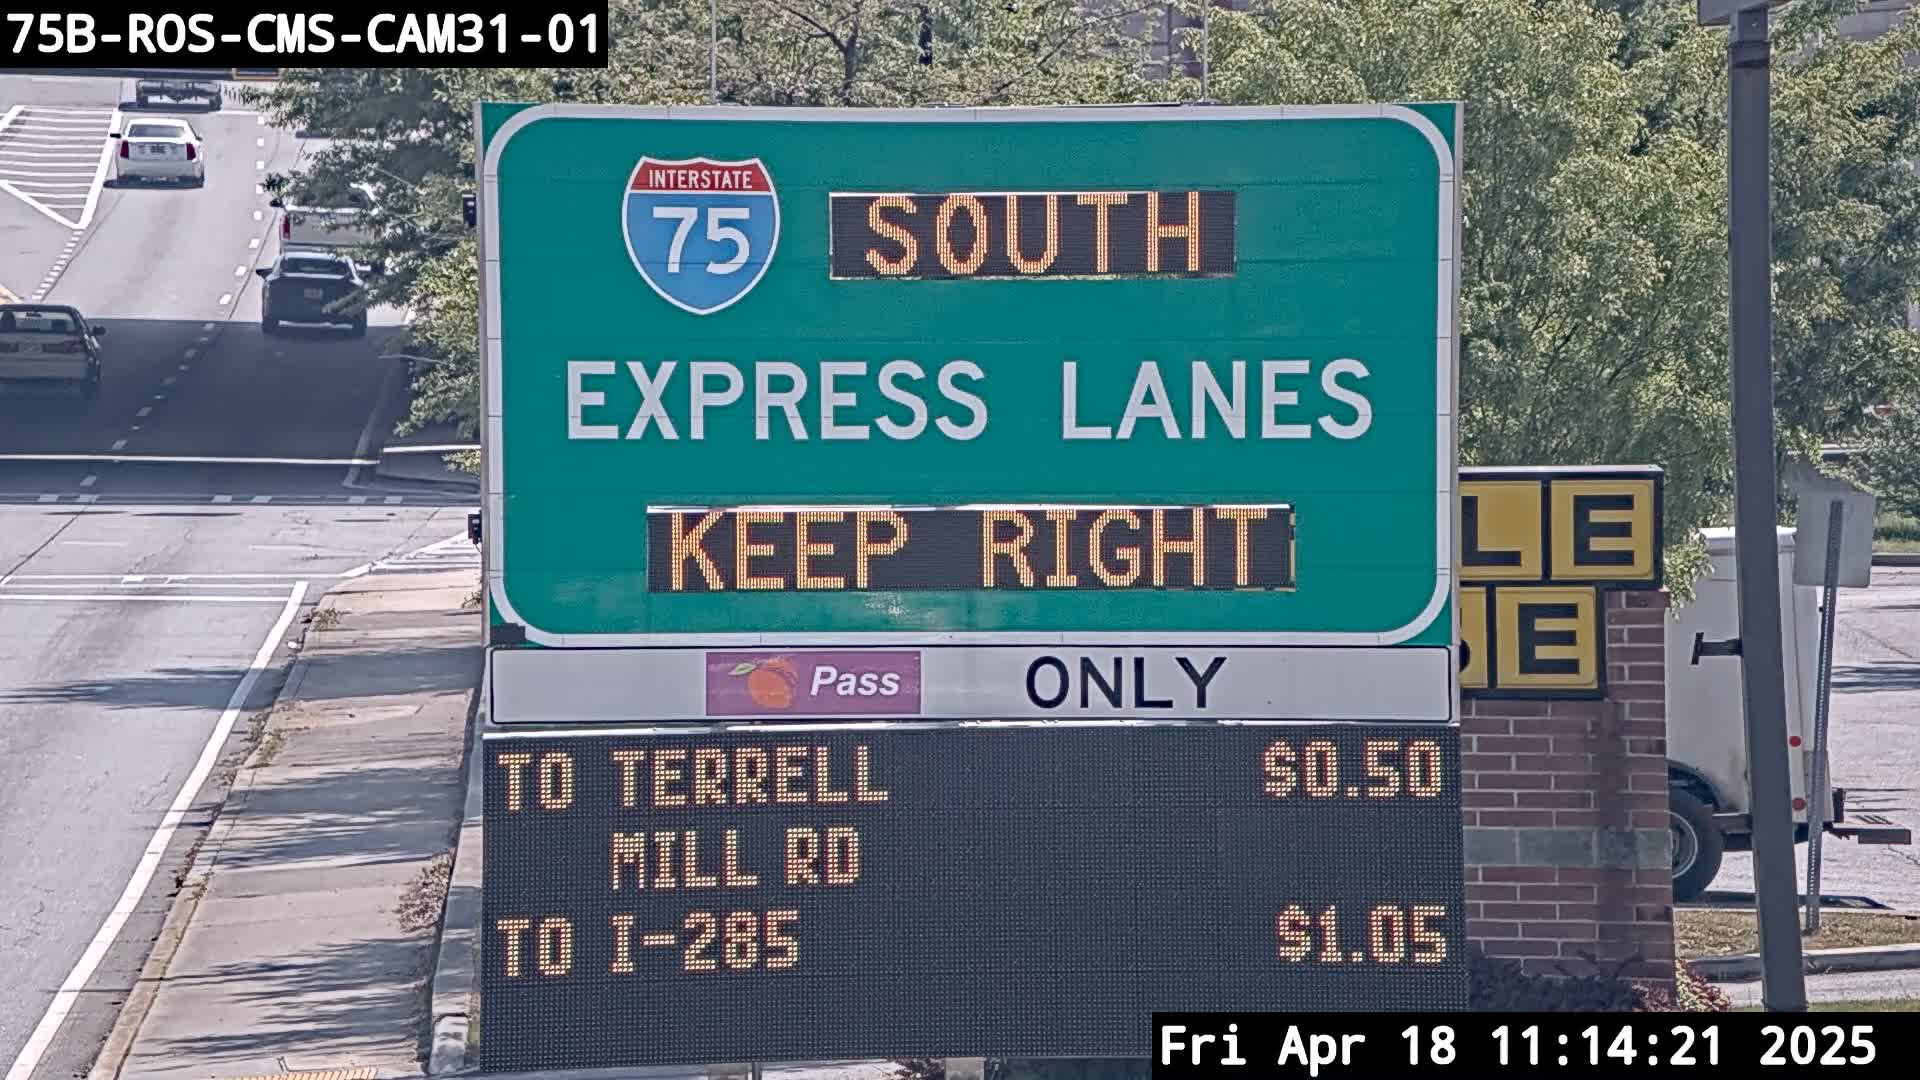 75B-ROS-CMS-CAM31-01
INTERSTATE
75
SOUTH
EXPRESS LANES
KEEP RIGHT
Pass ONLY
TO TERRELL $0.50
MILL RD
TO I-285 $1.05
LE
E
Fri Apr 18 11:14:21 2025